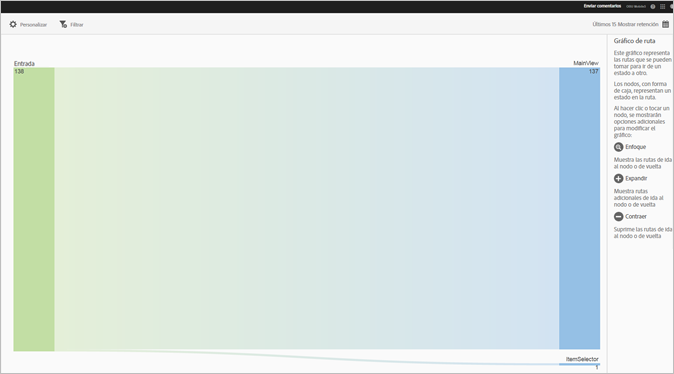 Enviar comentarios
Personalizar
Filtrar
Últimos 15 Mostrar retención
Entrada
138
MainView
137
ItemSelector
1
Gráfico de ruta
Este gráfico representa
las rutas que se pueden
tomar para ir de un
estado a otro.
Los nodos, con forma
de caja, representan un
estado en la ruta.
Al hacer clic o tocar un
nodo, se mostrarán
opciones adicionales
para modificar el
gráfico:
Enfoque
Muestra las rutas de ida
al nodo o de vuelta
Expandir
Muestra rutas
adicionales de ida al
nodo o de vuelta
Contraer
Suprime las rutas de ida
al nodo o de vuelta